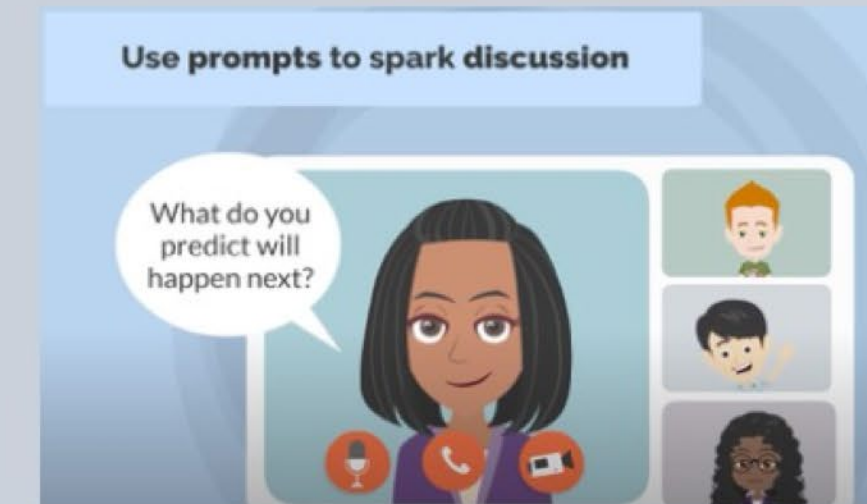 Use prompts to spark discussion
What do you
predict will
happen next?